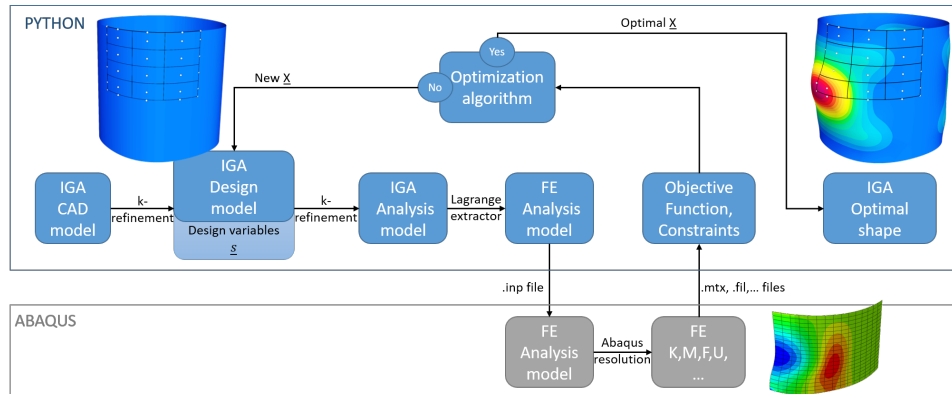 PYTHON
Optimal X
Yes
No
Optimization
algorithm
New X
IGA
CAD
model
k-
refinement
IGA
Design
model
Design variables
s
k-
refinement
IGA
Analysis
model
Lagrange
extractor
FE
Analysis
model
Objective
Function,
Constraints
IGA
Optimal
shape
.inp file
.mtx, .fil,... files
ABAQUS
FE
Analysis
model
Abaqus
resolution
FE
K,M,F,U,
...